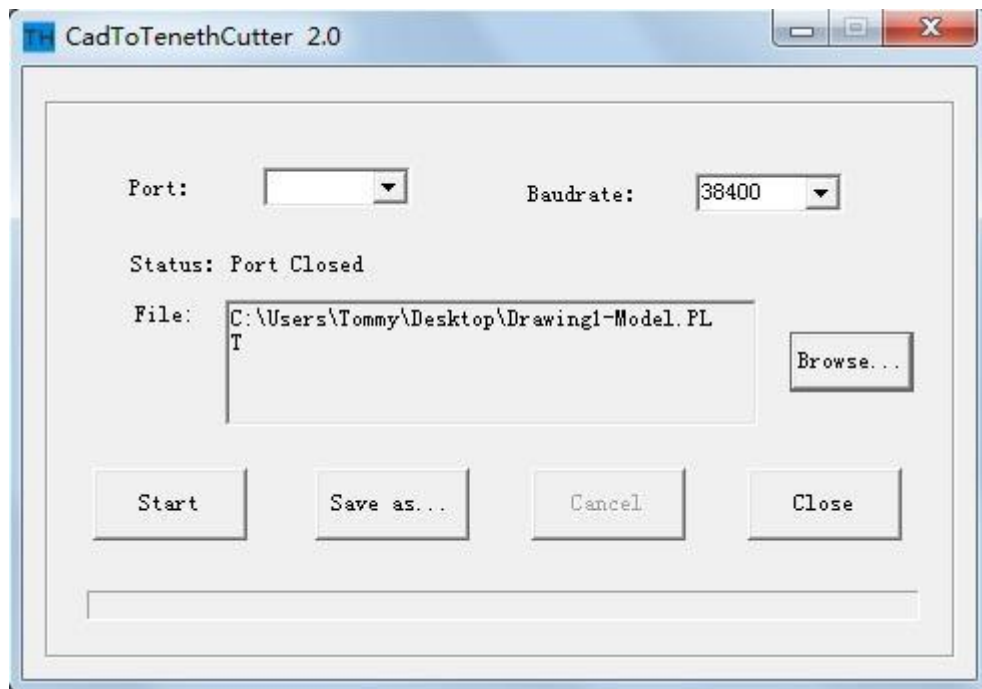 TH CadToTenethCutter 2.0
Port:
Baudrate: 38400
Status: Port Closed
File: C:\Users\Tommy\Desktop\Drawing1-Model.PL
T
Browse...
Start Save as... Cancel Close